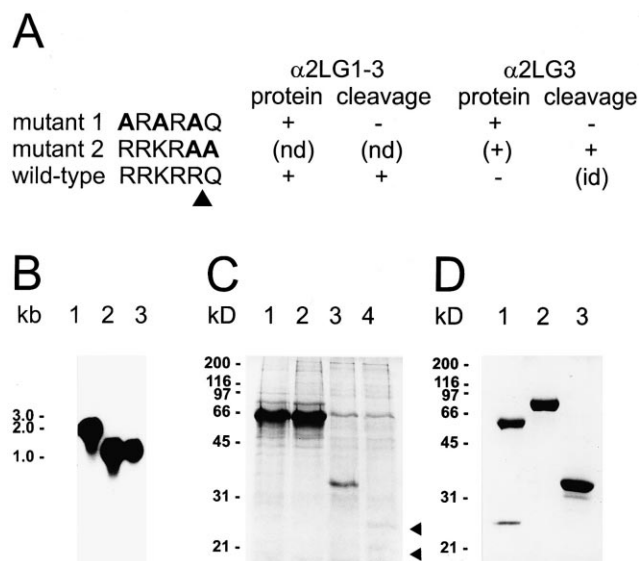 A
α2LG1-3 α2LG3
protein cleavage protein cleavage
mutant 1 ARARAQ + - + -
mutant 2 RRKRAA (nd) (nd) (+) +
wild-type RRKRRQ + + - (id)
B C D
kb 1 2 3 kD 1 2 3 4 kD 1 2 3
3.0 - 200 - 200 -
2.0 - 116 - 116 -
1.0 - 97 - 97 -
66 - 66 -
45 - 45 -
31 - 31 -
21 - 21 -